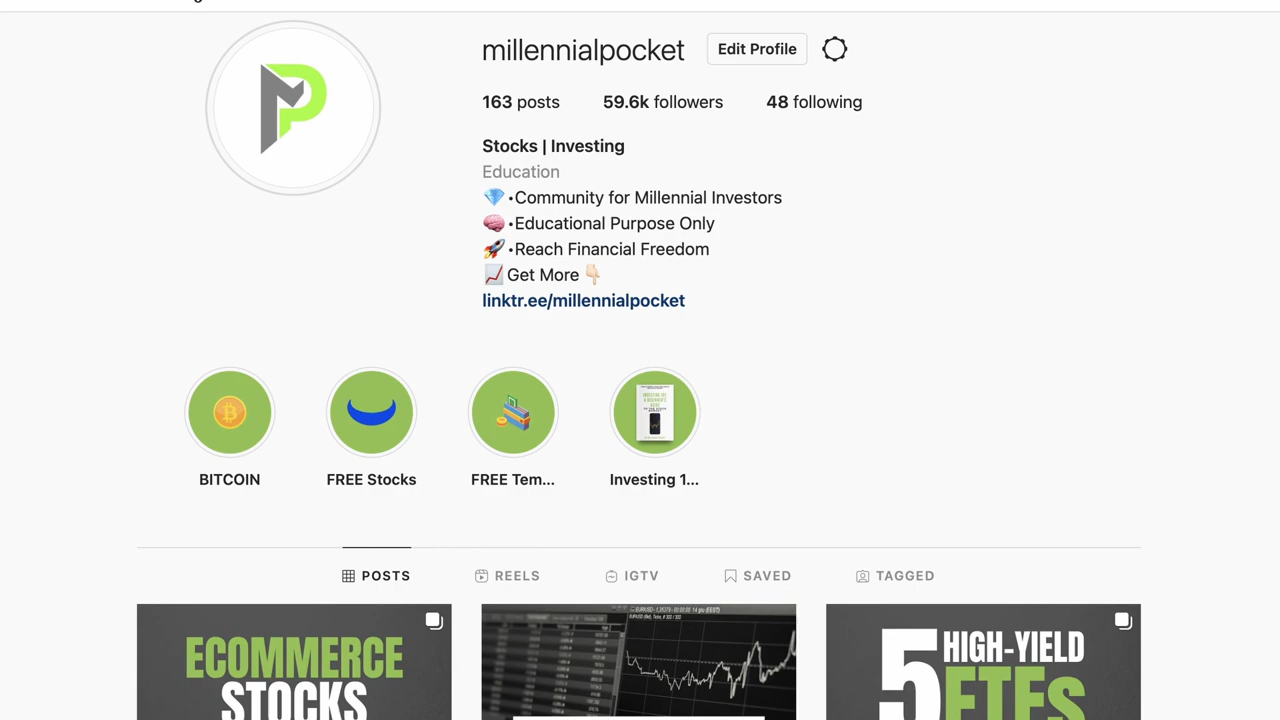 millennialpocket Edit Profile
163 posts 59.6k followers 48 following
Stocks | Investing
Education
💎•Community for Millennial Investors
🧠•Educational Purpose Only
🚀•Reach Financial Freedom
📈Get More 👇🏻
linktr.ee/millennialpocket
BITCOIN FREE Stocks FREE Tem... Investing 1...
POSTS REELS IGTV SAVED TAGGED
ECOMMERCE
STOCKS
5 HIGH-YIELD
ETFs